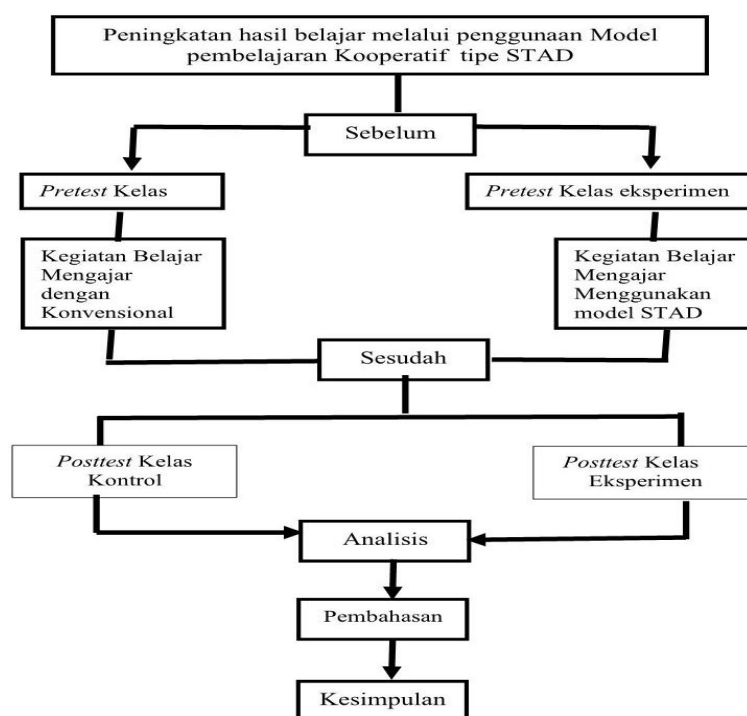 Peningkatan hasil belajar melalui penggunaan Model
pembelajaran Kooperatif tipe STAD
Sebelum
Pretest Kelas
Pretest Kelas eksperimen
Kegiatan Belajar
Mengajar
dengan
Konvensional
Kegiatan Belajar
Mengajar
Menggunakan
model STAD
Sesudah
Posttest Kelas
Kontrol
Posttest Kelas
Eksperimen
Analisis
Pembahasan
Kesimpulan